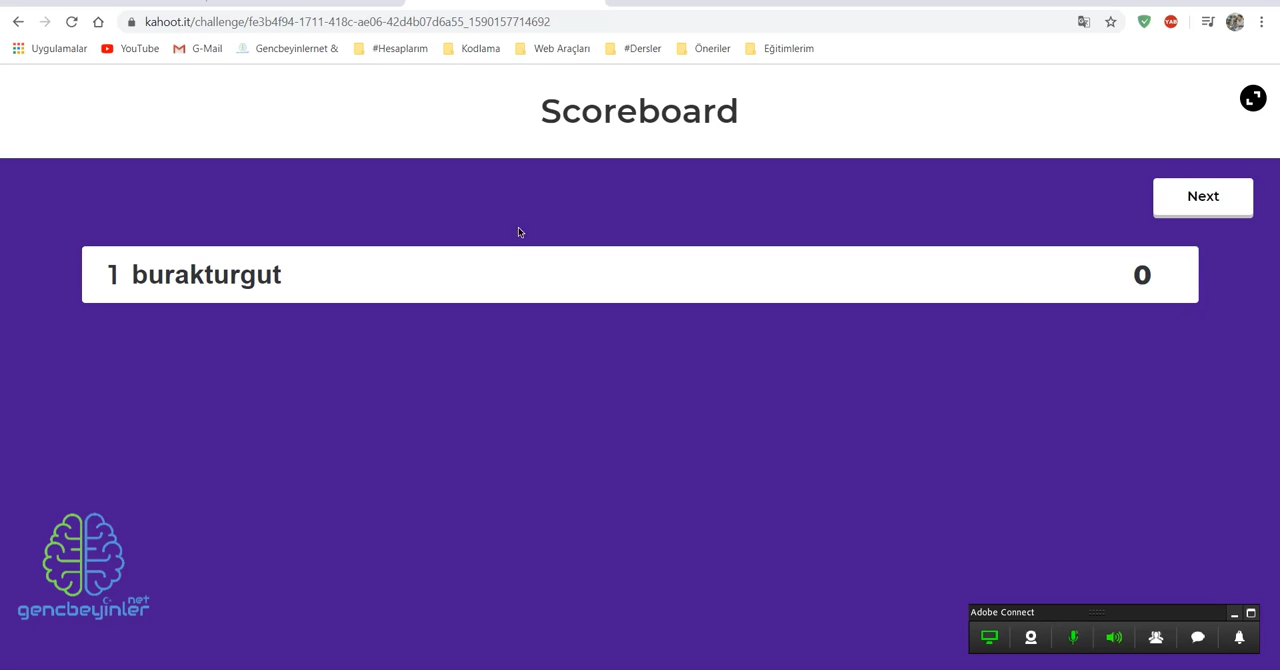 kahoot.it/challenge/fe3b4f94-1711-418c-ae06-42d4b07d6a55_1590157714692
Uygulamalar YouTube G-Mail Gencbeyinlernet & #Hesaplarım Kodlama Web Araçları #Dersler Öneriler Eğitimlerim
Scoreboard
Next
1 burakturgut 0
net
gencbeyinler
Adobe Connect